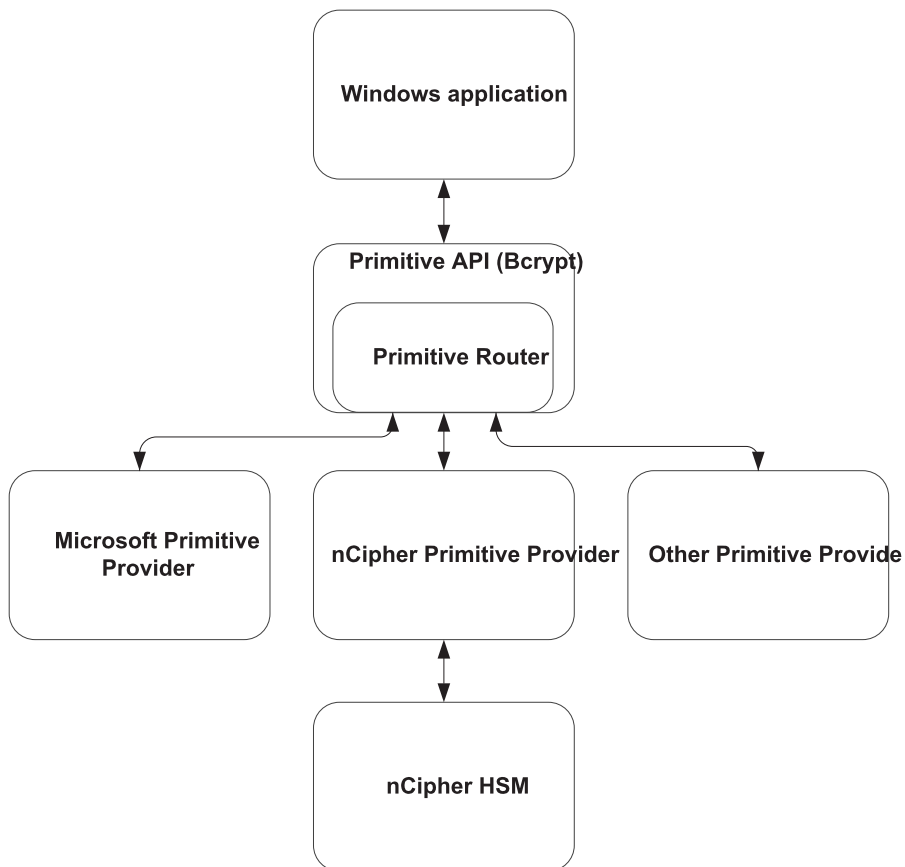 Windows application
Primitive API (Bcrypt)
Primitive Router
Microsoft Primitive
Provider
nCipher Primitive Provider
Other Primitive Provide
nCipher HSM